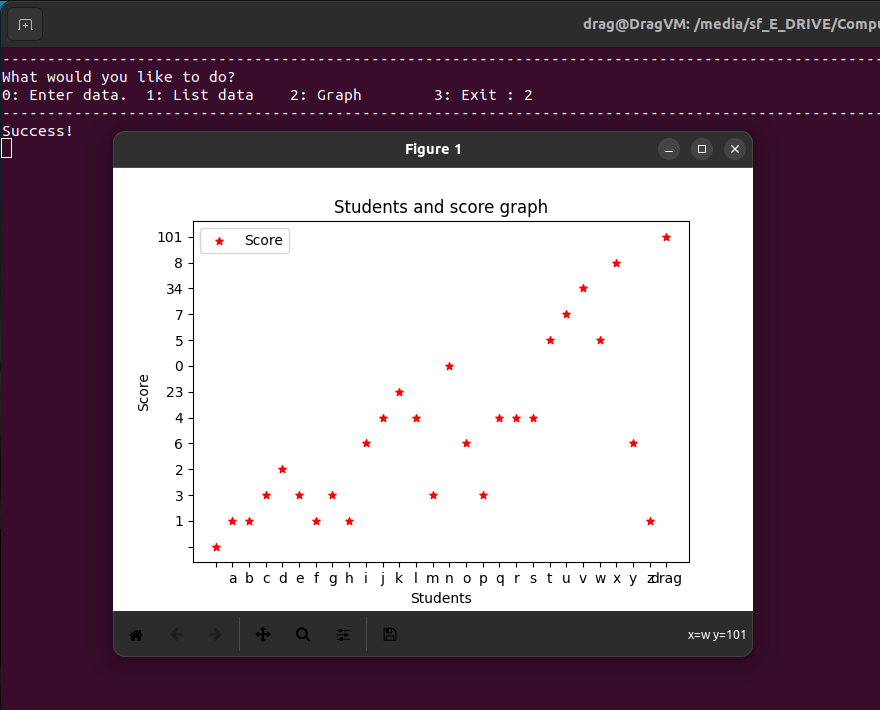 drag@DragVM: /media/sf_E_DRIVE/Compu
What would you like to do?
0: Enter data.  1: List data    2: Graph        3: Exit : 2
Success!
Figure 1
Students and score graph
Score
101
8
34
7
5
0
23
4
6
2
3
1
Score
a b c d e f g h i j k l m n o p q r s t u v w x y z drag
Students
x=w y=101